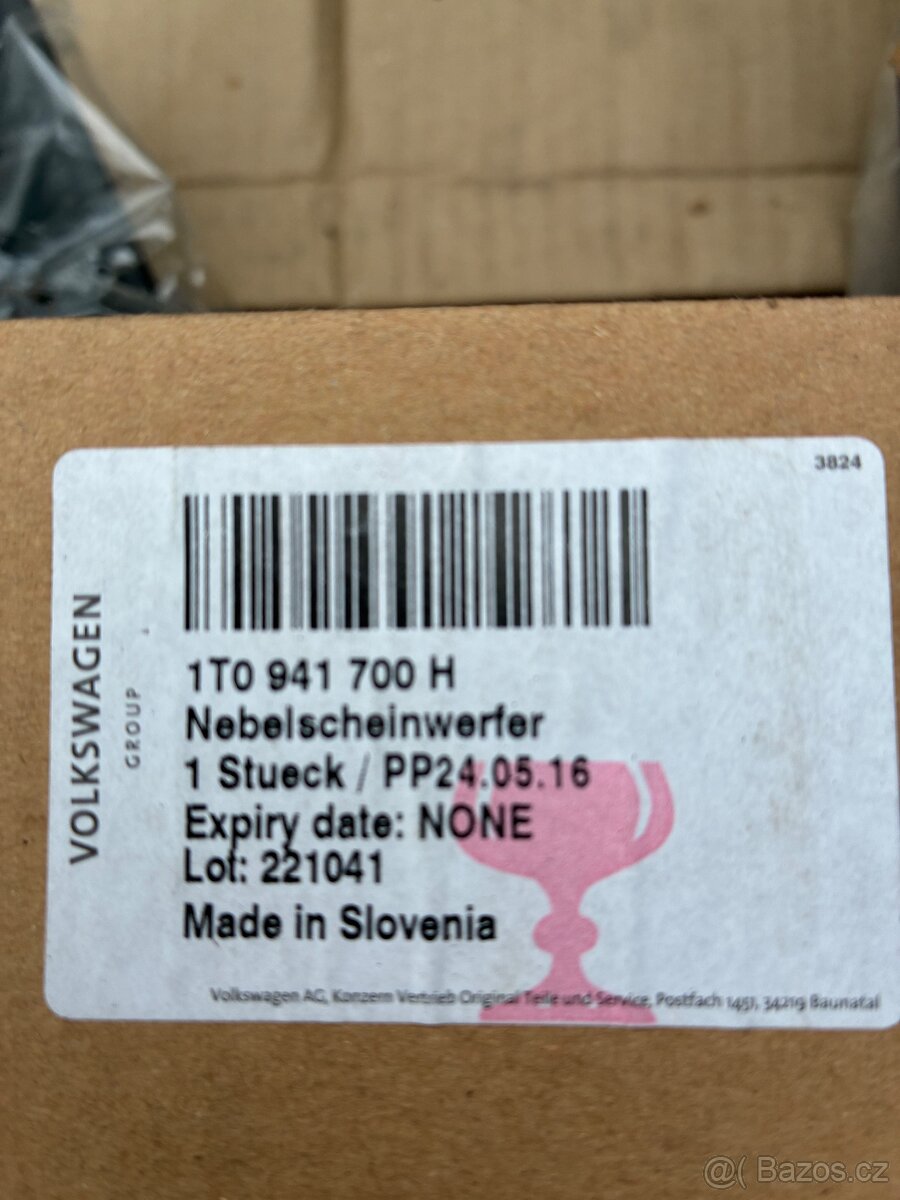 3824
VOLKSWAGEN
GROUP
1T0 941 700 H
Nebelscheinwerfer
1 Stueck / PP24.05.16
Expiry date: NONE
Lot: 221041
Made in Slovenia
Volkswagen AG, Konzern Vertrieb Original Teile und Service, Postfach 1451, 34219 Baunatal
@( Bazos.cz